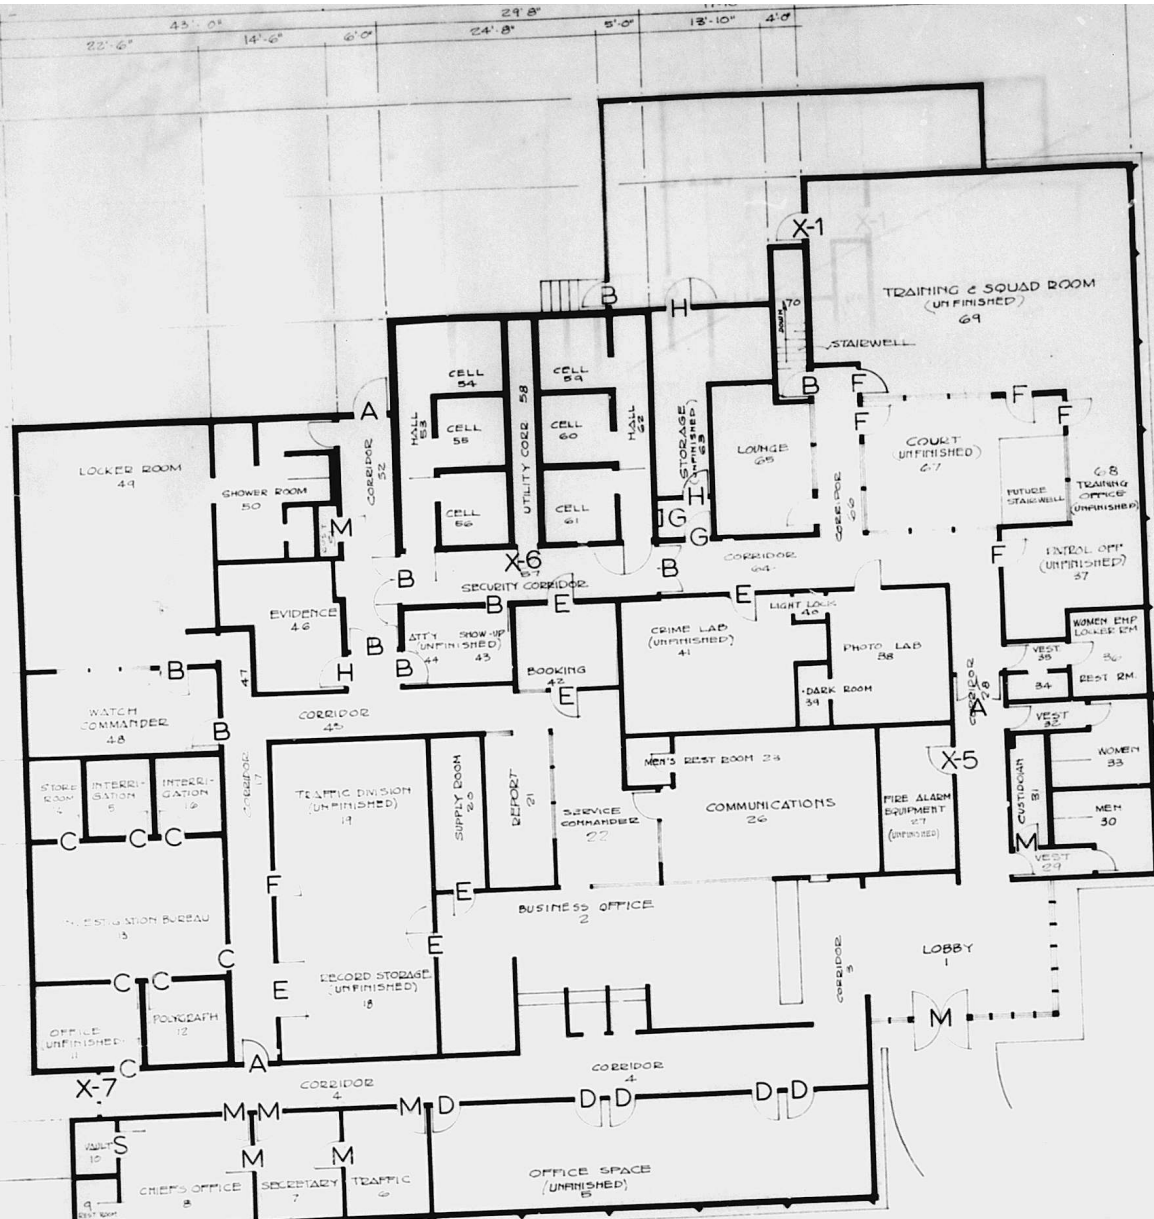 29'8"
43'-0"
5'-0"
13'-10"
4'0"
22'-6"
14'-6"
6'0"
24'-8"
X-1
TRAINING & SQUAD ROOM
(UNFINISHED)
69
B
H
70
DOWN
STAIRWELL
CELL
54
CELL
59
UTILITY CORR 58
B
F
F
F
F
A
HALL
53
CELL
55
CELL
60
HALL
62
STORAGE
(UNFINISHED)
63
LOUNGE
65
COURT
(UNFINISHED)
67
68
TRAINING
OFFICE
(UNFINISHED)
LOCKER ROOM
49
SHOWER ROOM
50
CORRIDOR
52
M
CELL
56
CELL
61
H
G
G
CORRIDOR
66
FUTURE
STAIRWELL
X-6
57
SECURITY CORRIDOR
B
B
CORRIDOR
64
F
PATROL OFF
(UNFINISHED)
37
EVIDENCE
46
B
E
E
LIGHT LOCK
40
ATTY
44
SHOW-UP
43
(UNFINISHED)
CRIME LAB
(UNFINISHED)
41
PHOTO LAB
38
WOMEN EMP
LOCKER RM
36
REST RM.
VEST.
35
34
B
H
B
B
47
BOOKING
42
E
DARK ROOM
39
CORRIDOR
28
A
WATCH
COMMANDER
48
B
CORRIDOR
45
VEST
32
WOMEN
33
STORE
ROOM
INTERRI-
GATION
INTERRI-
GATION
16
CORRIDOR
17
TRAFFIC DIVISION
(UNFINISHED)
19
SUPPLY ROOM
20
REPORT
21
SERVICE
COMMANDER
22
MEN'S REST ROOM 23
COMMUNICATIONS
26
X-5
FIRE ALARM
EQUIPMENT
27
(UNFINISHED)
CUSTODIAN
31
MEN
30
M
VEST
29
C
C
C
F
E
INVESTIGATION BUREAU
13
BUSINESS OFFICE
2
CORRIDOR
3
LOBBY
1
C
C
C
E
E
POLYGRAPH
12
OFFICE
(UNFINISHED)
11
RECORD STORAGE
(UNFINISHED)
18
M
C
A
X-7
CORRIDOR
4
CORRIDOR
4
M
M
M
D
D
D
D
D
VAULT
10
S
M
M
CHIEF'S OFFICE
8
SECRETARY
7
TRAFFIC
6
OFFICE SPACE
(UNFINISHED)
5
9
REST ROOM